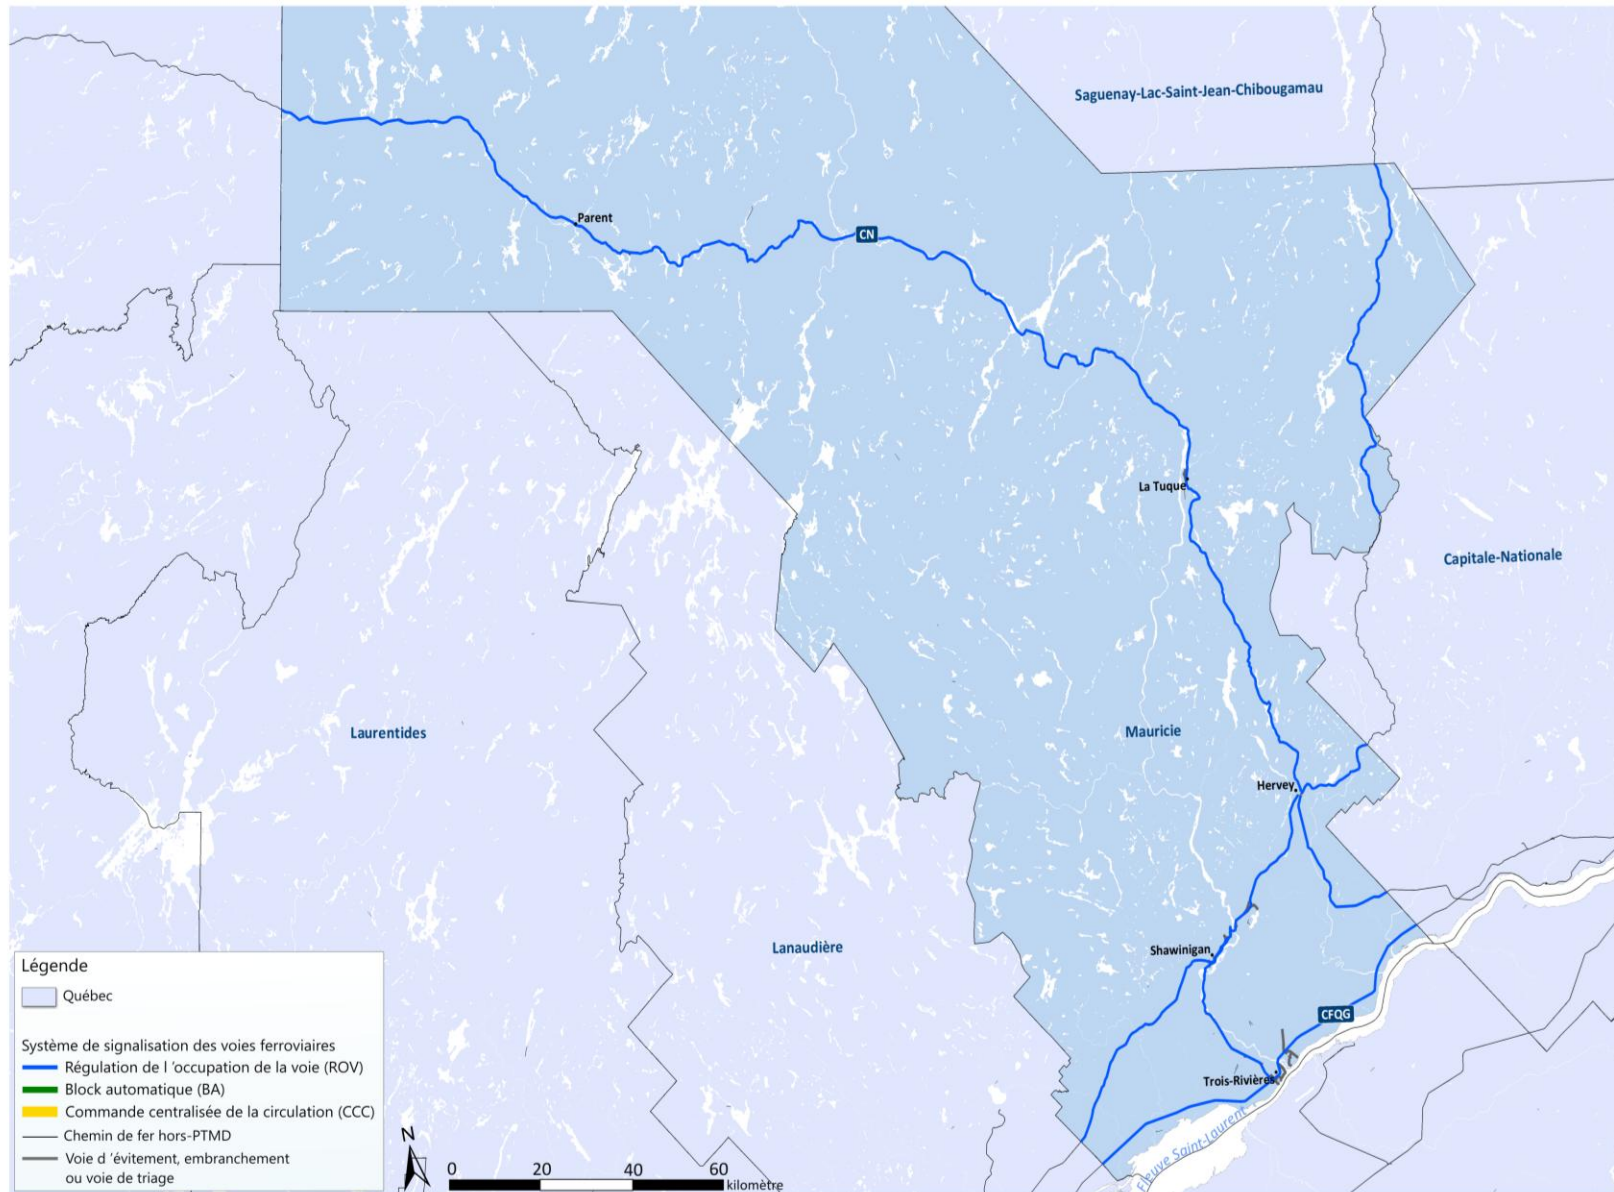 Saguenay-Lac-Saint-Jean-Chibougamau
Parent
CN
La Tuque
Capitale-Nationale
Laurentides
Mauricie
Hervey
Lanaudière
Shawinigan
CFQG
Trois-Rivières
Fleuve Saint-Laurent
Légende
Québec
Système de signalisation des voies ferroviaires
Régulation de l 'occupation de la voie (ROV)
Block automatique (BA)
Commande centralisée de la circulation (CCC)
Chemin de fer hors-PTMD
Voie d 'évitement, embranchement
ou voie de triage
N
0 20 40 60
kilomètre